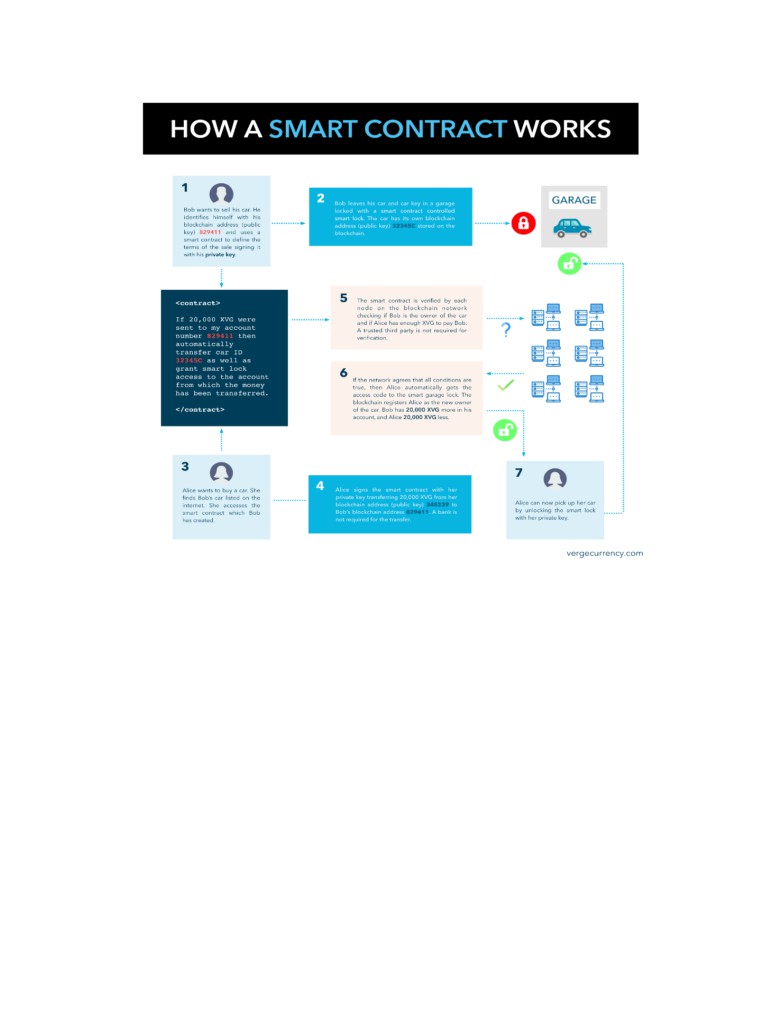 HOW A SMART CONTRACT WORKS
1
Bob wants to sell his car. He
identifies himself with his
blockchain address (public
key) 829411 and uses a
smart contract to define the
terms of the sale signing it
with his private key.
2
Bob leaves his car and car key in a garage
locked with a smart contract controlled
smart lock. The car has its own blockchain
address (public key) 32345C stored on the
blockchain.
GARAGE
<contract>
If 20,000 XVG were
sent to my account
number 829411 then
automatically
transfer car ID
32345C as well as
grant smart lock
access to the account
from which the money
has been transferred.
</contract>
5
The smart contract is verified by each
node on the blockchain network
checking if Bob is the owner of the car
and if Alice has enough XVG to pay Bob.
A trusted third party is not required for
verification.
?
6
If the network agrees that all conditions are
true, then Alice automatically gets the
access code to the smart garage lock. The
blockchain registers Alice as the new owner
of the car. Bob has 20,000 XVG more in his
account, and Alice 20,000 XVG less.
3
Alice wants to buy a car. She
finds Bob's car listed on the
internet. She accesses the
smart contract which Bob
has created.
4
Alice signs the smart contract with her
private key transferring 20,000 XVG from her
blockchain address (public key) 340239 to
Bob's blockchain address 829411. A bank is
not required for the transfer.
7
Alice can now pick up her car
by unlocking the smart lock
with her private key.
vergecurrency.com